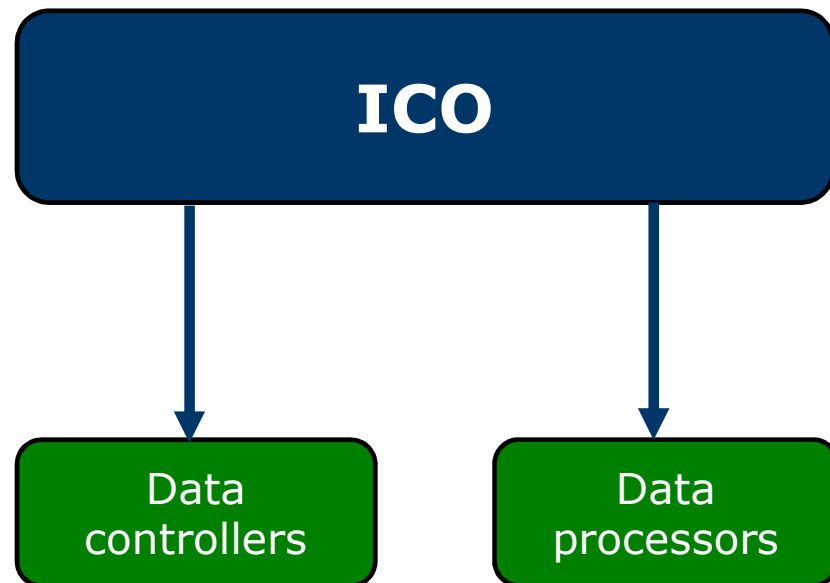 ICO
Data
controllers
Data
processors